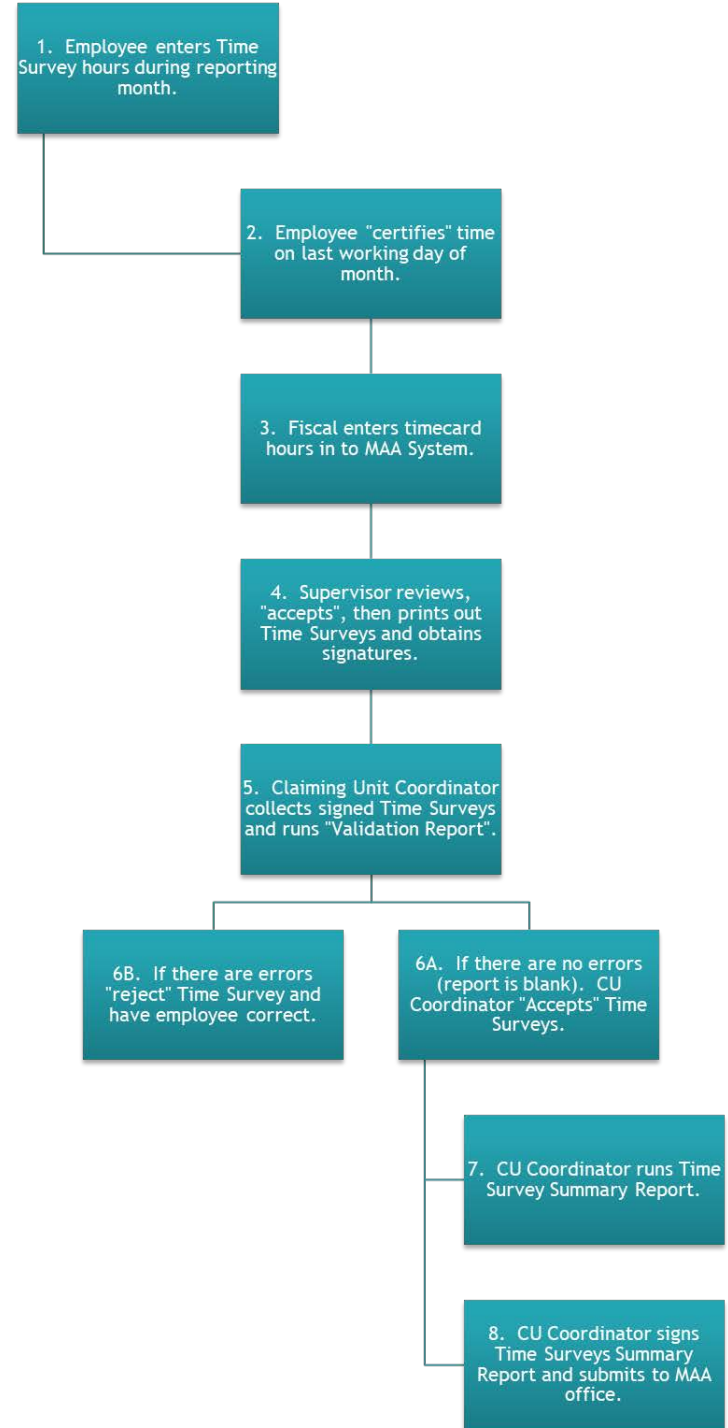 1.  Employee enters Time
Survey hours during reporting
month.
2.  Employee "certifies" time
on last working day of
month.
3.  Fiscal enters timecard
hours in to MAA System.
4.  Supervisor reviews,
"accepts", then prints out
Time Surveys and obtains
signatures.
5.  Claiming Unit Coordinator
collects signed Time Surveys
and runs "Validation Report".
6B.  If there are errors
"reject" Time Survey and
have employee correct.
6A.  If there are no errors
(report is blank).  CU
Coordinator "Accepts" Time
Surveys.
7.  CU Coordinator runs Time
Survey Summary Report.
8.  CU Coordinator signs
Time Surveys Summary
Report and submits to MAA
office.